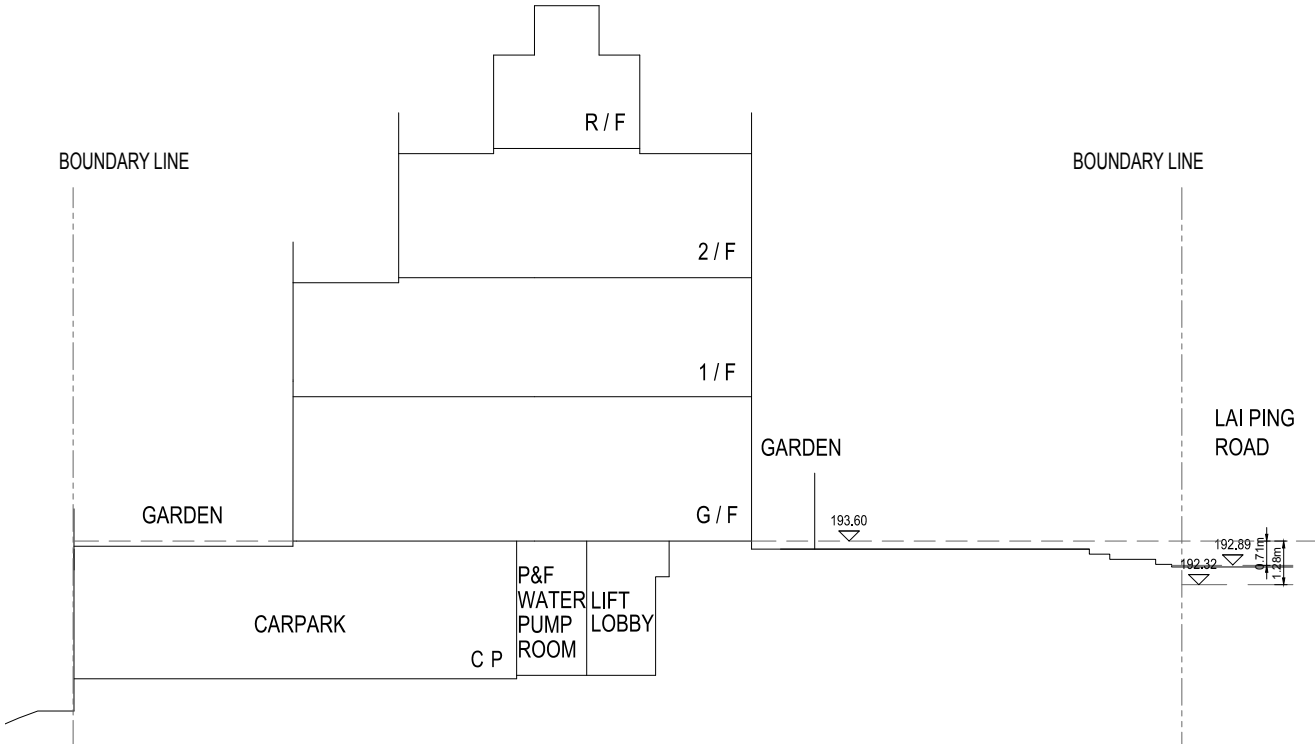 R / F
BOUNDARY LINE
BOUNDARY LINE
2 / F
1 / F
LAI PING
ROAD
GARDEN
GARDEN
G / F
193.60
192.89
0.71m
1.28m
192.32
P&F
WATER
PUMP
ROOM
LIFT
LOBBY
CARPARK
C P